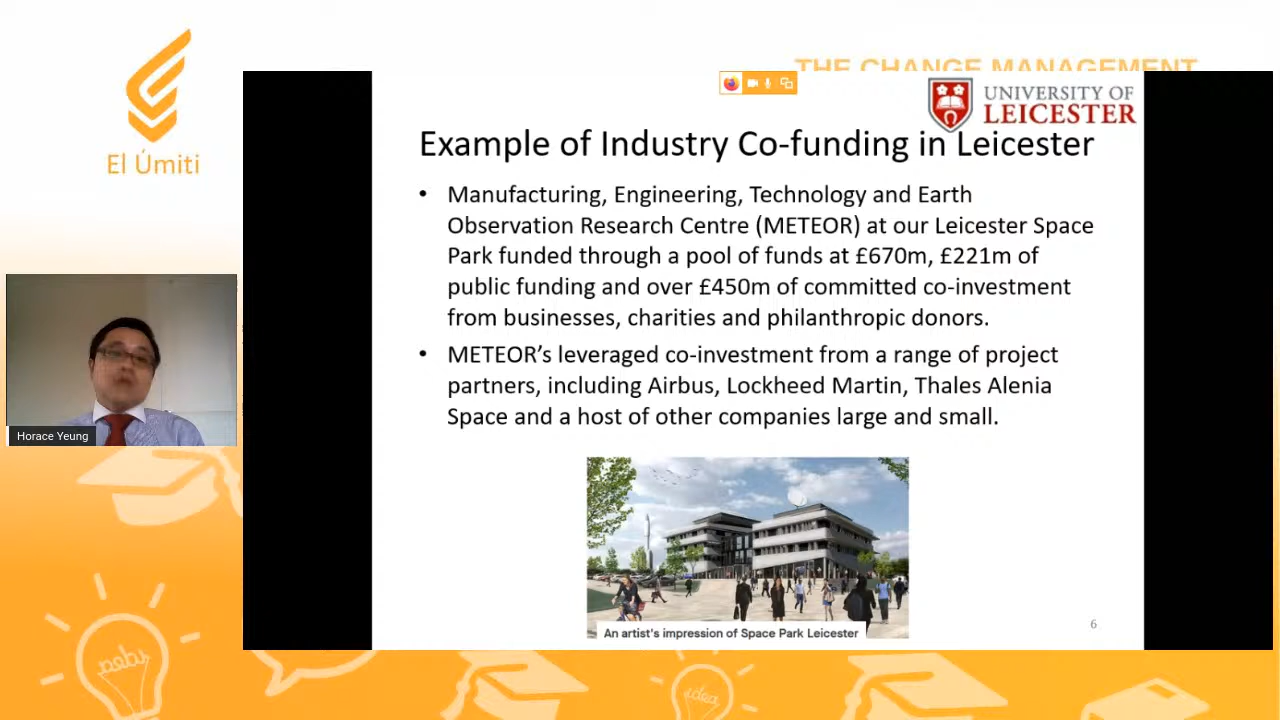 El Úmiti
THE CHANGE MANAGEMENT
UNIVERSITY OF
LEICESTER
Example of Industry Co-funding in Leicester
• Manufacturing, Engineering, Technology and Earth
Observation Research Centre (METEOR) at our Leicester Space
Park funded through a pool of funds at £670m, £221m of
public funding and over £450m of committed co-investment
from businesses, charities and philanthropic donors.
• METEOR’s leveraged co-investment from a range of project
partners, including Airbus, Lockheed Martin, Thales Alenia
Space and a host of other companies large and small.
Horace Yeung
An artist's impression of Space Park Leicester
6
idea
idea